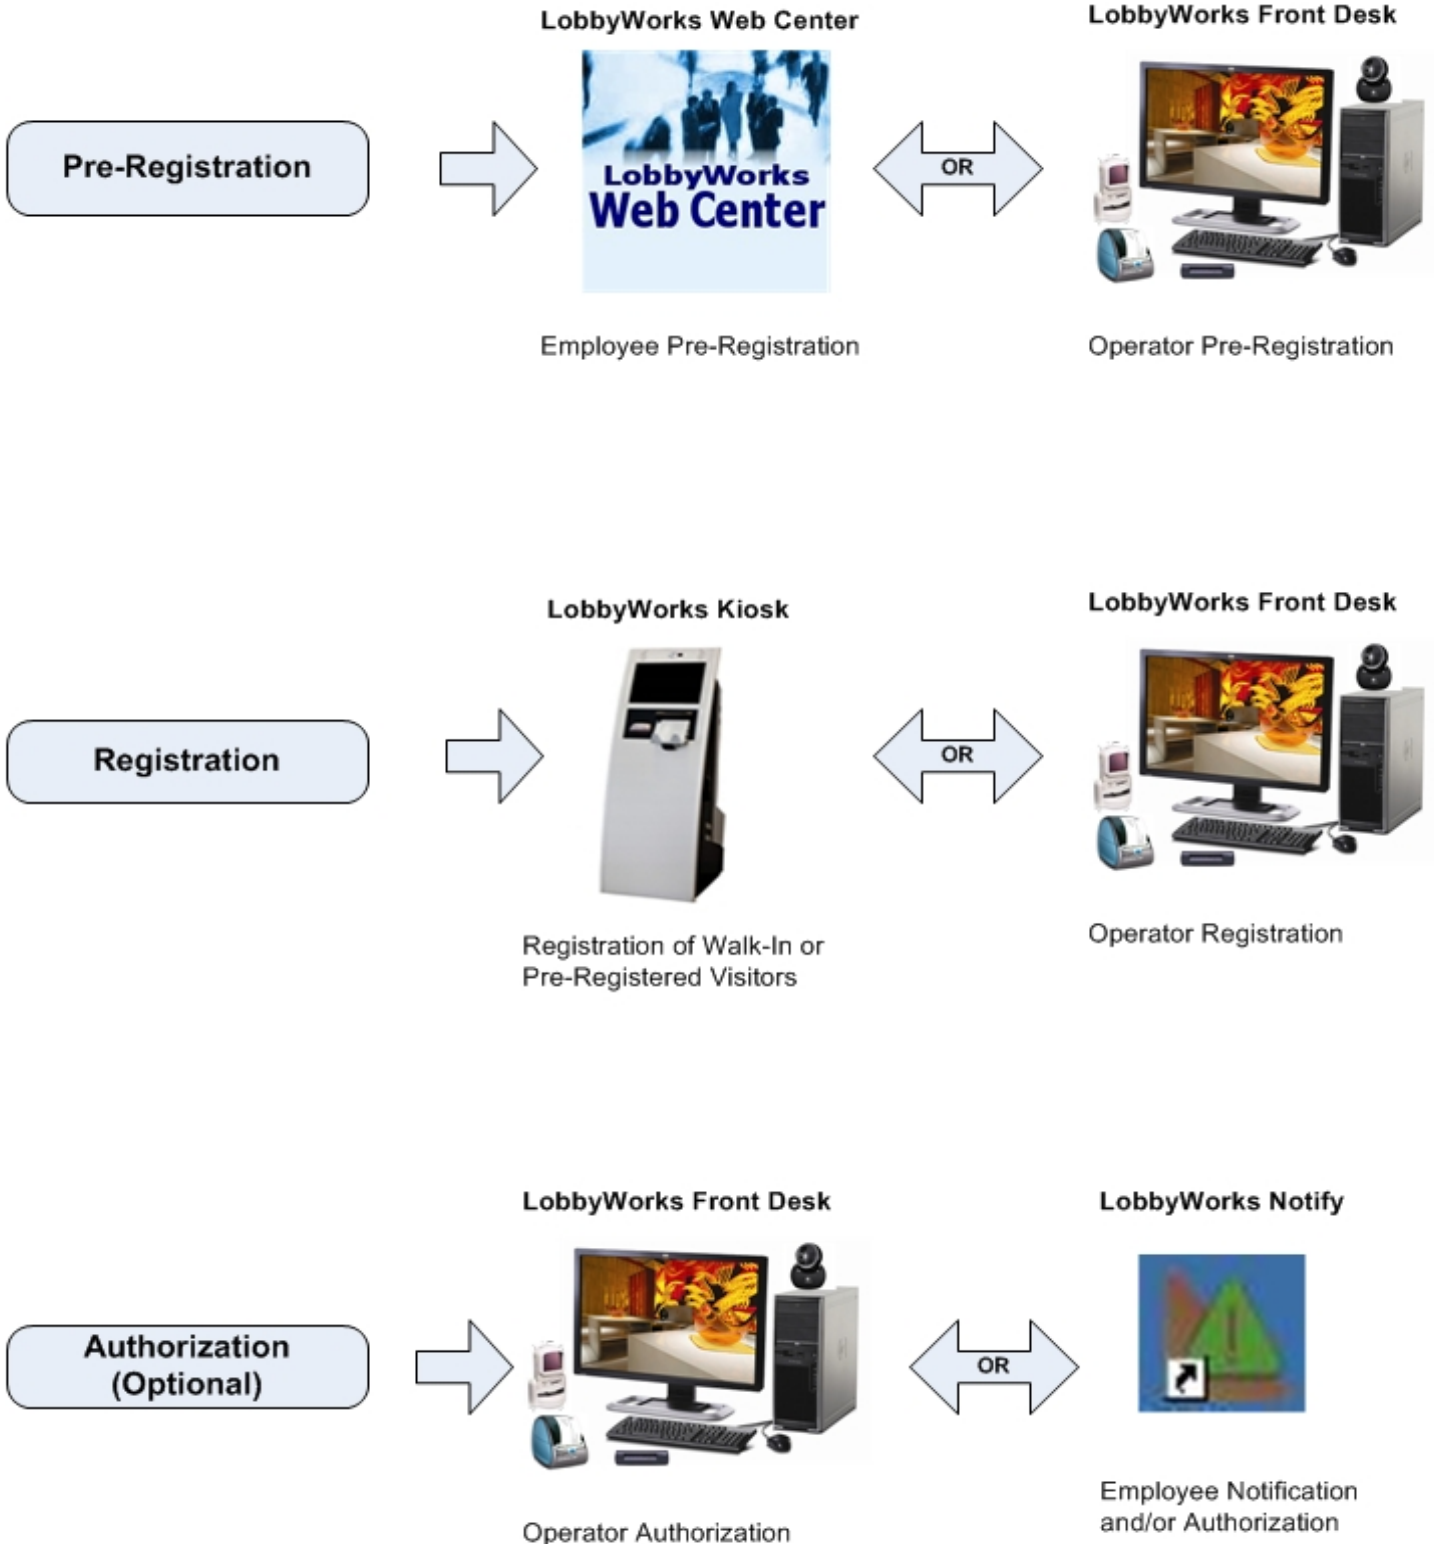 LobbyWorks Web Center
LobbyWorks Front Desk
Pre-Registration
LobbyWorks
Web Center
OR
Employee Pre-Registration
Operator Pre-Registration
LobbyWorks Kiosk
LobbyWorks Front Desk
Registration
OR
Registration of Walk-In or
Pre-Registered Visitors
Operator Registration
LobbyWorks Front Desk
LobbyWorks Notify
Authorization
(Optional)
OR
Operator Authorization
Employee Notification
and/or Authorization